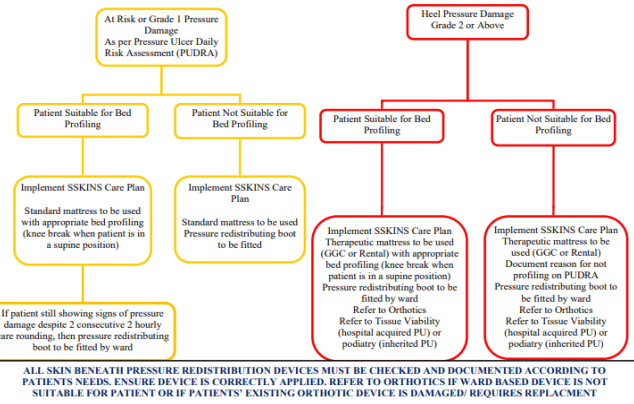 At Risk or Grade 1 Pressure
Damage
As per Pressure Ulcer Daily
Risk Assessment (PUDRA)
Heel Pressure Damage
Grade 2 or Above
Patient Suitable for Bed
Profiling
Patient Not Suitable for
Bed Profiling
Patient Suitable for Bed
Profiling
Patient Not Suitable for Bed
Profiling
Implement SSKINS Care Plan
Standard mattress to be used
with appropriate bed profiling
(knee break when patient is in
a supine position)
Implement SSKINS Care
Plan
Standard mattress to be used
Pressure redistributing boot
to be fitted
Implement SSKINS Care Plan
Therapeutic mattress to be used
(GGC or Rental) with appropriate
bed profiling (knee break when
patient is in a supine position)
Pressure redistributing boot to be
fitted by ward
Refer to Orthotics
Refer to Tissue Viability
(hospital acquired PU) or
podiatry (inherited PU)
Implement SSKINS Care Plan
Therapeutic mattress to be
used (GGC or Rental)
Document reason for not
profiling on PUDRA
Pressure redistributing boot to
be fitted by ward
Refer to Orthotics
Refer to Tissue Viability
(hospital acquired PU) or
podiatry (inherited PU)
If patient still showing signs of pressure
damage despite 2 consecutive 2 hourly
are rounding, then pressure redistributing
boot to be fitted by ward
ALL SKIN BENEATH PRESSURE REDISTRIBUTION DEVICES MUST BE CHECKED AND DOCUMENTED ACCORDING TO
PATIENTS NEEDS. ENSURE DEVICE IS CORRECTLY APPLIED. REFER TO ORTHOTICS IF WARD BASED DEVICE IS NOT
SUITABLE FOR PATIENT OR IF PATIENTS' EXISTING ORTHOTIC DEVICE IS DAMAGED/ REQUIRES REPLACMENT